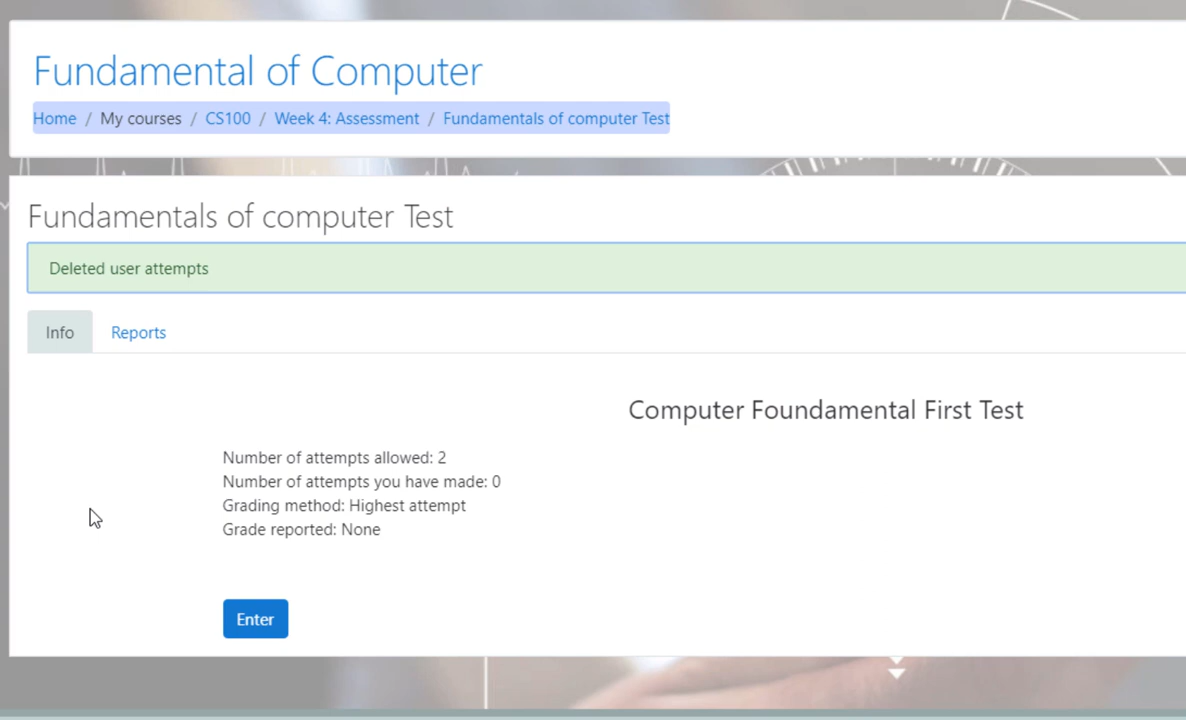 Fundamental of Computer
Home / My courses / CS100 / Week 4: Assessment / Fundamentals of computer Test
Fundamentals of computer Test
Deleted user attempts
Info Reports
Computer Foundamental First Test
Number of attempts allowed: 2
Number of attempts you have made: 0
Grading method: Highest attempt
Grade reported: None
Enter